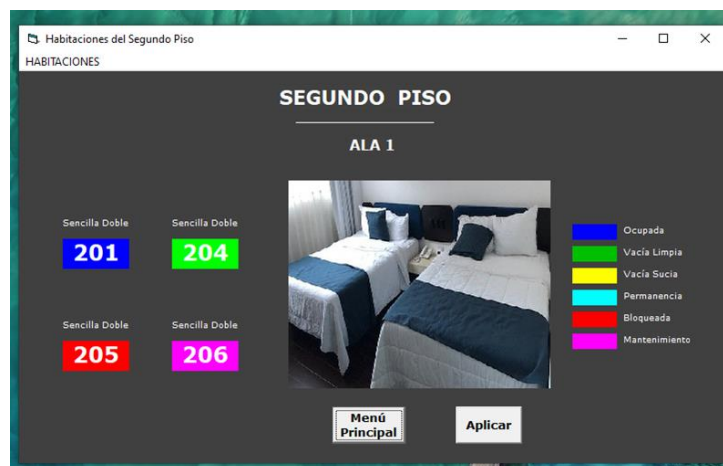 Habitaciones del Segundo Piso
HABITACIONES
SEGUNDO PISO
ALA 1
Sencilla Doble
Sencilla Doble
201
204
Sencilla Doble
Sencilla Doble
205
206
Ocupada
Vacía Limpia
Vacía Sucia
Permanencia
Bloqueada
Mantenimiento
Menú
Principal
Aplicar